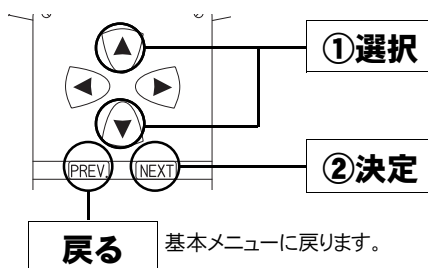 ①選択
PREV.
NEXT
②決定
戻る
基本メニューに戻ります。